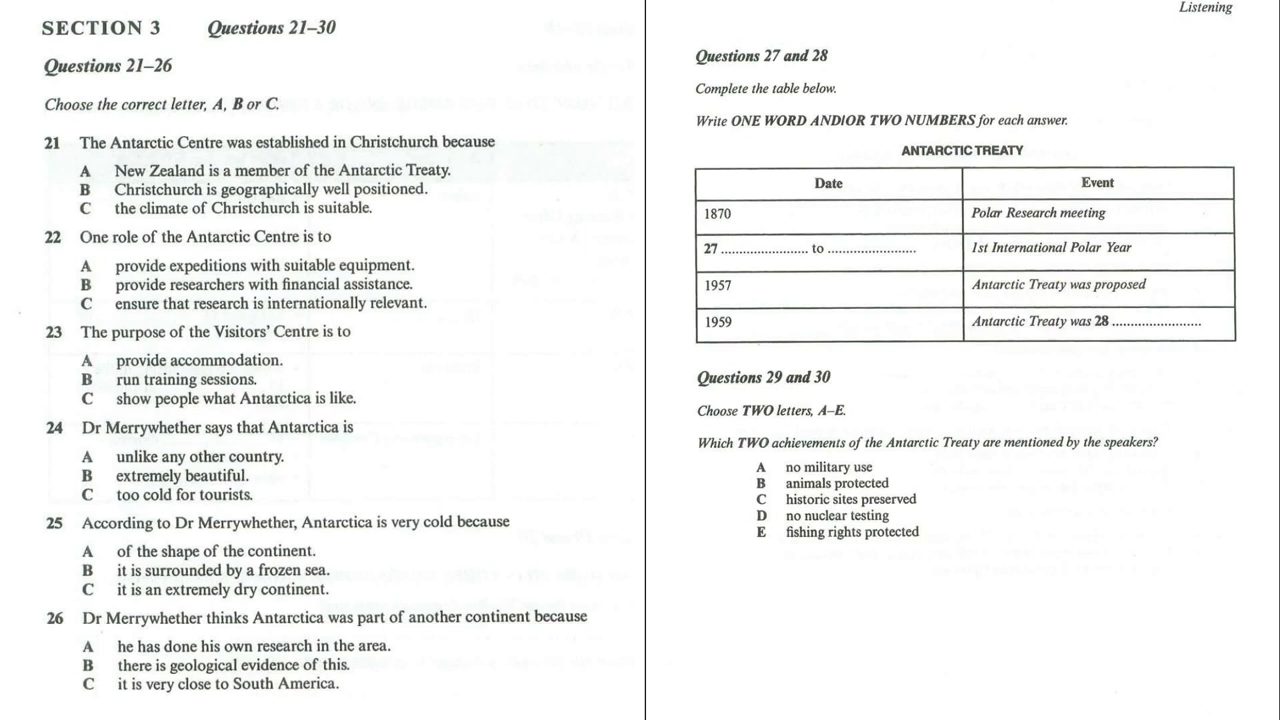 SECTION 3 Questions 21–30
Questions 21–26
Choose the correct letter, A, B or C.
21 The Antarctic Centre was established in Christchurch because
A New Zealand is a member of the Antarctic Treaty.
B Christchurch is geographically well positioned.
C the climate of Christchurch is suitable.
22 One role of the Antarctic Centre is to
A provide expeditions with suitable equipment.
B provide researchers with financial assistance.
C ensure that research is internationally relevant.
23 The purpose of the Visitors' Centre is to
A provide accommodation.
B run training sessions.
C show people what Antarctica is like.
24 Dr Merrywhether says that Antarctica is
A unlike any other country.
B extremely beautiful.
C too cold for tourists.
25 According to Dr Merrywhether, Antarctica is very cold because
A of the shape of the continent.
B it is surrounded by a frozen sea.
C it is an extremely dry continent.
26 Dr Merrywhether thinks Antarctica was part of another continent because
A he has done his own research in the area.
B there is geological evidence of this.
C it is very close to South America.
Listening
Questions 27 and 28
Complete the table below.
Write ONE WORD ANDIOR TWO NUMBERS for each answer.
ANTARCTIC TREATY
Date Event
1870 Polar Research meeting
27 ........................ to ........................ 1st International Polar Year
1957 Antarctic Treaty was proposed
1959 Antarctic Treaty was 28 ........................
Questions 29 and 30
Choose TWO letters, A–E.
Which TWO achievements of the Antarctic Treaty are mentioned by the speakers?
A no military use
B animals protected
C historic sites preserved
D no nuclear testing
E fishing rights protected